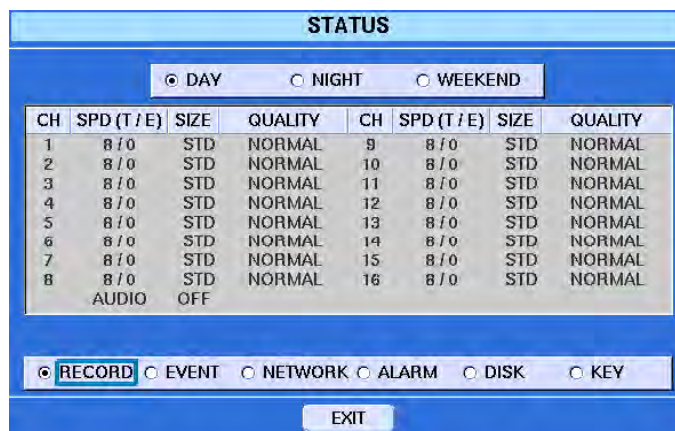 STATUS
DAY NIGHT WEEKEND
CH SPD (T / E) SIZE QUALITY CH SPD (T / E) SIZE QUALITY
1 8 / 0 STD NORMAL 9 8 / 0 STD NORMAL
2 8 / 0 STD NORMAL 10 8 / 0 STD NORMAL
3 8 / 0 STD NORMAL 11 8 / 0 STD NORMAL
4 8 / 0 STD NORMAL 12 8 / 0 STD NORMAL
5 8 / 0 STD NORMAL 13 8 / 0 STD NORMAL
6 8 / 0 STD NORMAL 14 8 / 0 STD NORMAL
7 8 / 0 STD NORMAL 15 8 / 0 STD NORMAL
8 8 / 0 STD NORMAL 16 8 / 0 STD NORMAL
AUDIO OFF
RECORD EVENT NETWORK ALARM DISK KEY
EXIT